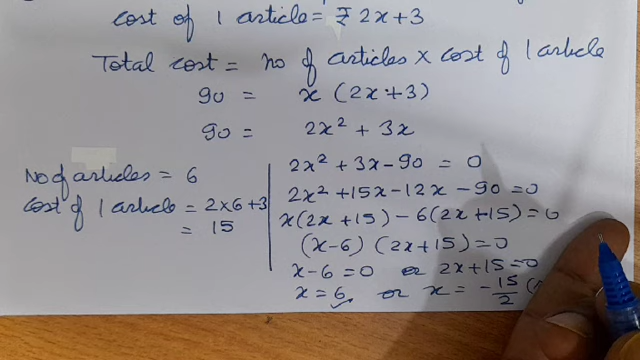 cost of 1 article = ₹ 2x+3
Total cost = no of articles × cost of 1 article
90 = x (2x+3)
90 = 2x² + 3x
No of articles = 6
cost of 1 article = 2×6+3
= 15
2x² + 3x - 90 = 0
2x² + 15x - 12x - 90 = 0
x(2x+15) - 6(2x+15) = 0
(x-6) (2x+15) = 0
x-6 = 0 or 2x+15 = 0
x = 6 or x = -15/2